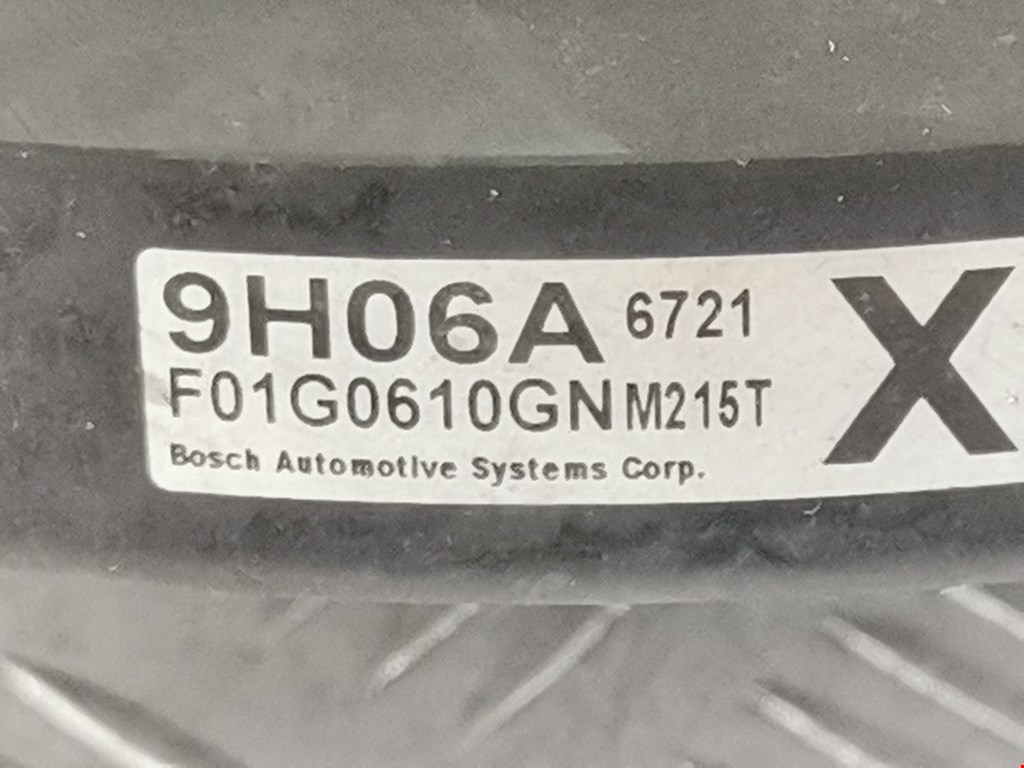 9H06A 6721 X
F01G0610GN M215T
Bosch Automotive Systems Corp.